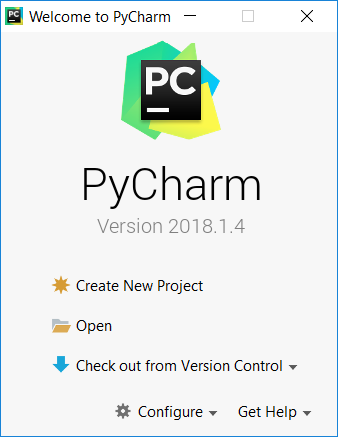 Welcome to PyCharm
PC
PC
PyCharm
Version 2018.1.4
Create New Project
Open
Check out from Version Control
Configure
Get Help